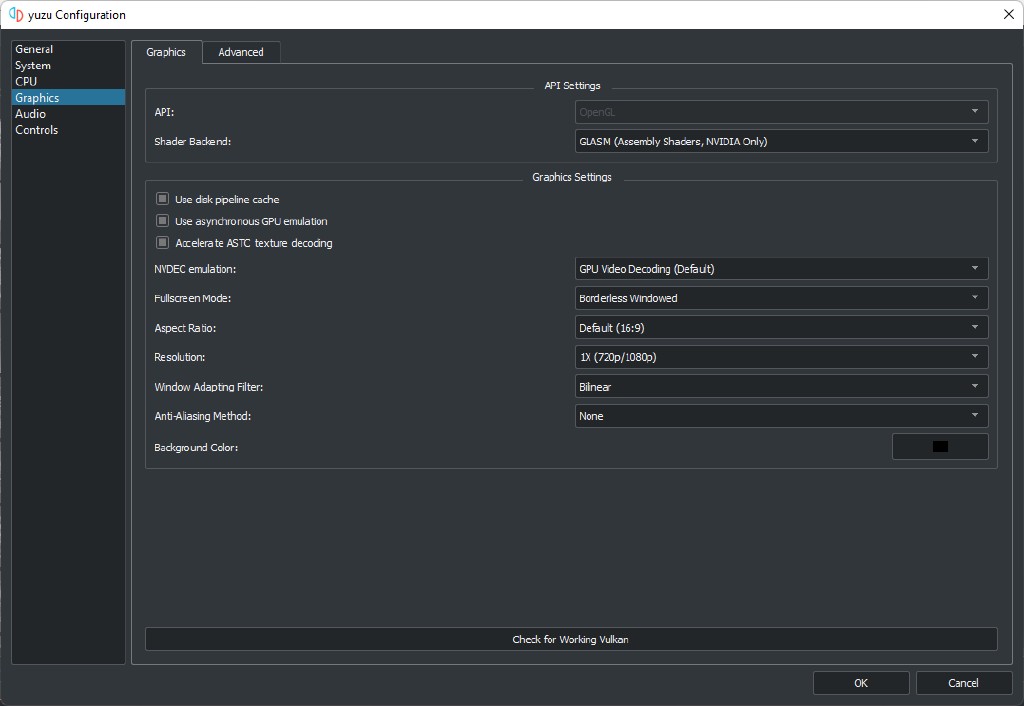 yuzu Configuration
General
System
CPU
Graphics
Audio
Controls
Graphics Advanced
API Settings
API: OpenGL
Shader Backend: GLASM (Assembly Shaders, NVIDIA Only)
Graphics Settings
Use disk pipeline cache
Use asynchronous GPU emulation
Accelerate ASTC texture decoding
NVDEC emulation: GPU Video Decoding (Default)
Fullscreen Mode: Borderless Windowed
Aspect Ratio: Default (16:9)
Resolution: 1X (720p/1080p)
Window Adapting Filter: Bilinear
Anti-Aliasing Method: None
Background Color:
Check for Working Vulkan
OK Cancel